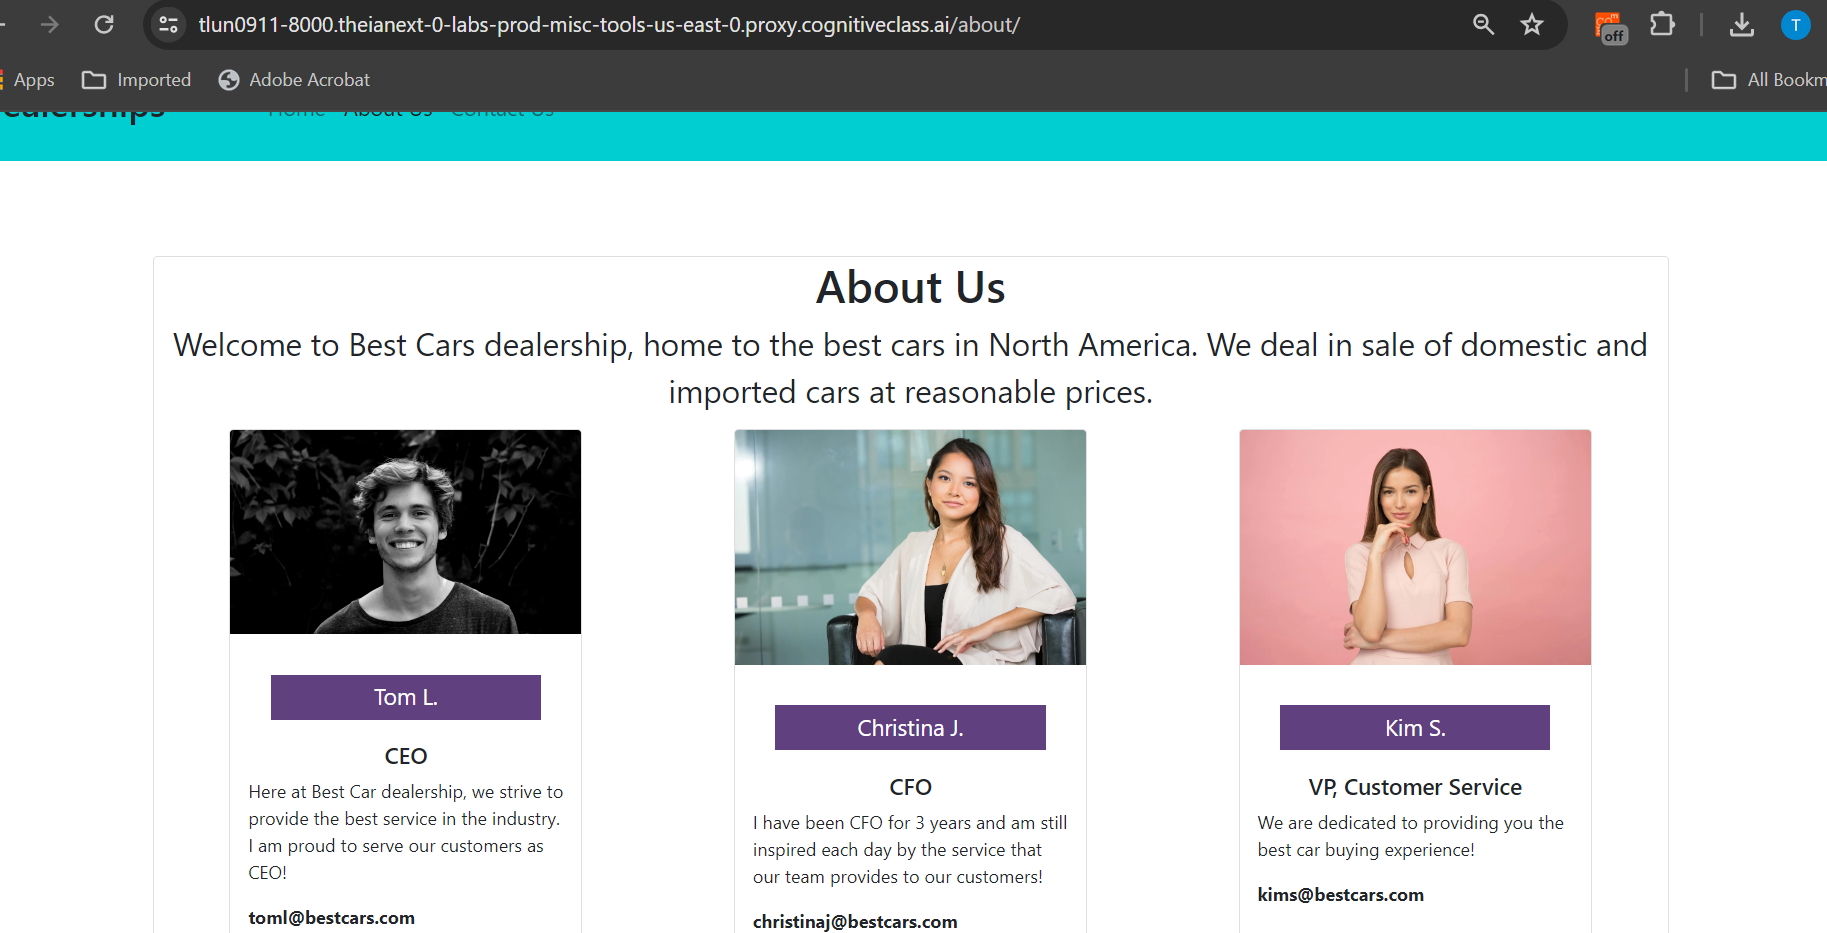 tlun0911-8000.theianext-0-labs-prod-misc-tools-us-east-0.proxy.cognitiveclass.ai/about/
off
T
Apps Imported Adobe Acrobat
Home About Us Contact Us
About Us
Welcome to Best Cars dealership, home to the best cars in North America. We deal in sale of domestic and
imported cars at reasonable prices.
Tom L.
CEO
Here at Best Car dealership, we strive to
provide the best service in the industry.
I am proud to serve our customers as
CEO!
toml@bestcars.com
Christina J.
CFO
I have been CFO for 3 years and am still
inspired each day by the service that
our team provides to our customers!
christinaj@bestcars.com
Kim S.
VP, Customer Service
We are dedicated to providing you the
best car buying experience!
kims@bestcars.com